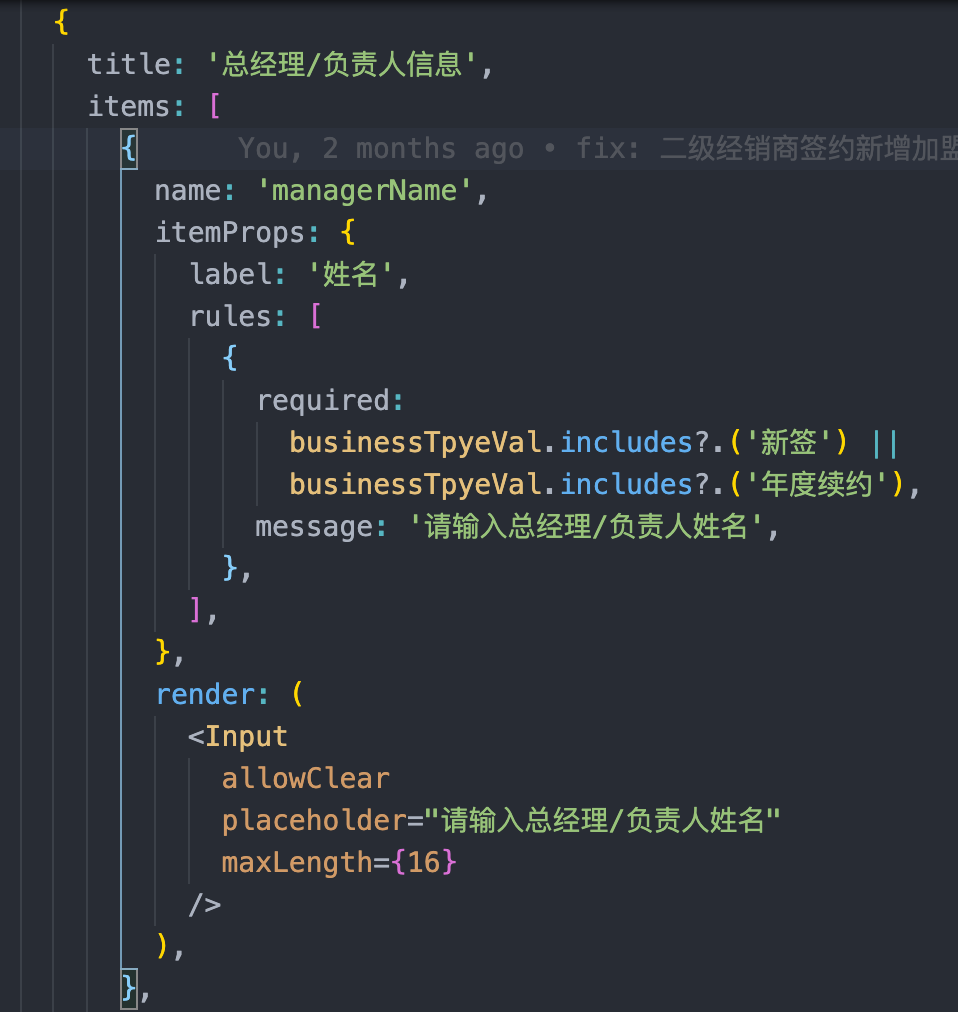 {
title: '总经理/负责人信息',
items: [
{ You, 2 months ago • fix: 二级经销商签约新增加盟
name: 'managerName',
itemProps: {
label: '姓名',
rules: [
{
required:
businessTpyeVal.includes?.('新签') ||
businessTpyeVal.includes?.('年度续约'),
message: '请输入总经理/负责人姓名',
},
],
},
render: (
<Input
allowClear
placeholder="请输入总经理/负责人姓名"
maxLength={16}
/>
),
},